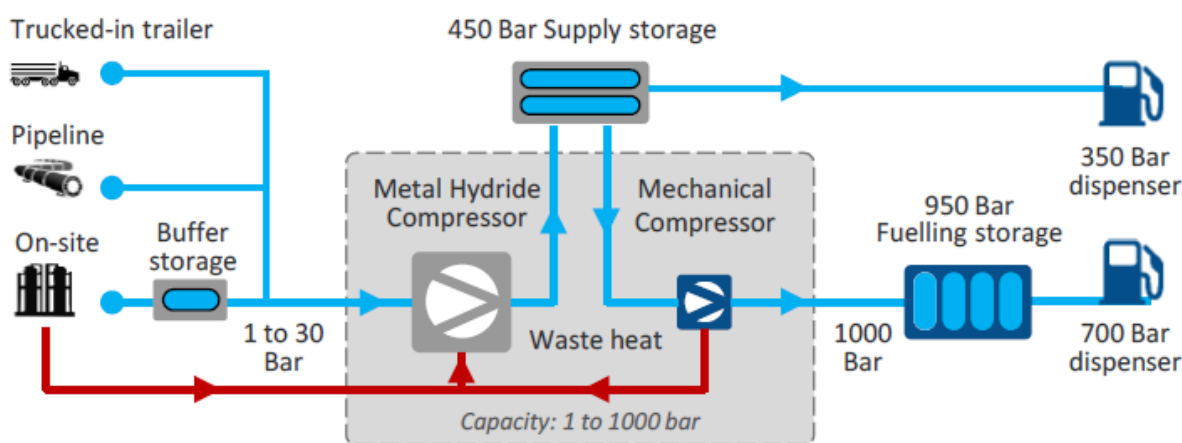 Trucked-in trailer
450 Bar Supply storage
Pipeline
350 Bar
dispenser
Metal Hydride
Compressor
Mechanical
Compressor
950 Bar
Fuelling storage
On-site
Buffer
storage
1 to 30
Bar
Waste heat
1000
Bar
700 Bar
dispenser
Capacity: 1 to 1000 bar